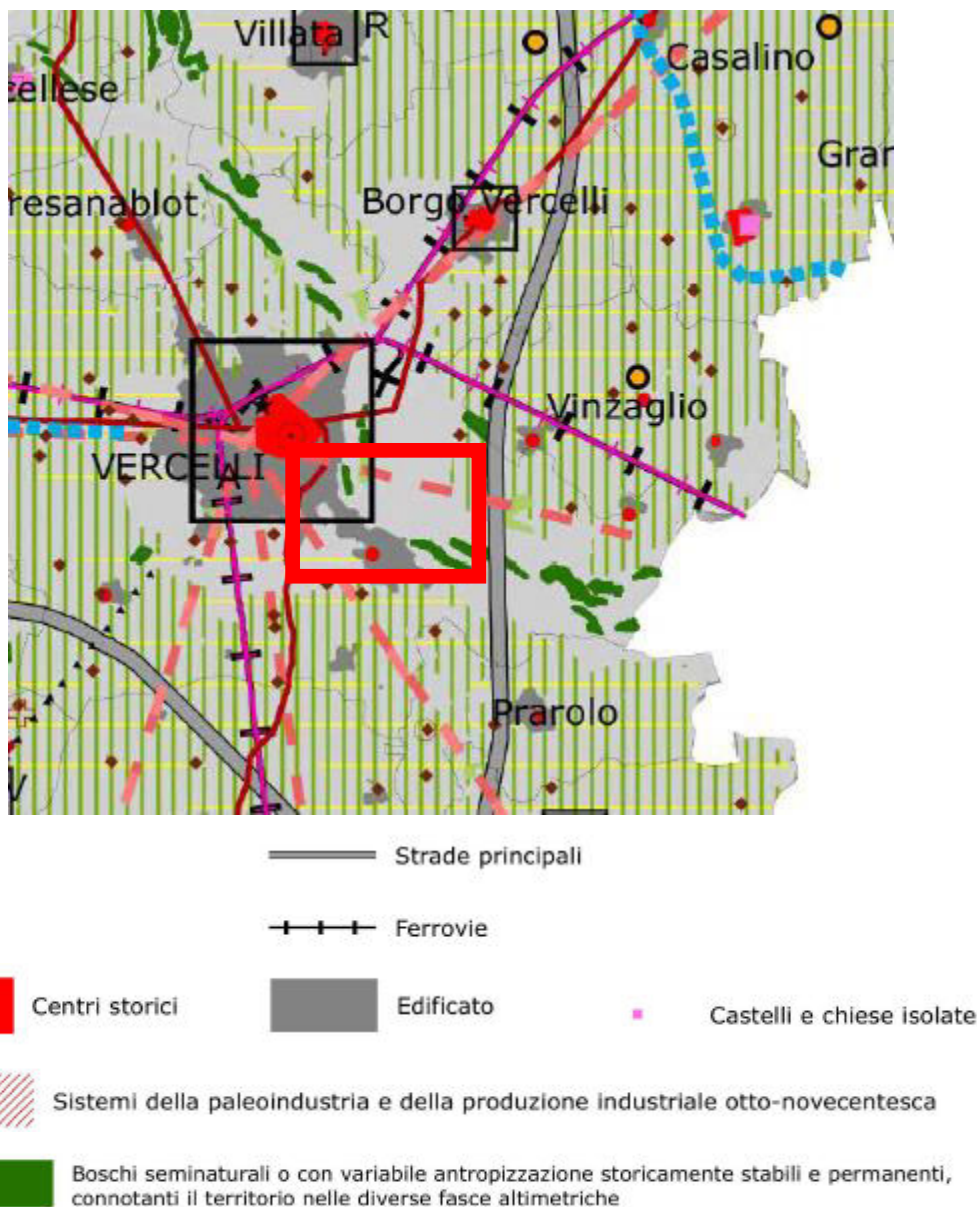 Villata R
Casalino
cellese
Gran
resanablot
Borgo Vercelli
Vinzaglio
VERCELLI
A
Prarolo
V
Strade principali
Ferrovie
Centri storici
Edificato
Castelli e chiese isolate
Sistemi della paleoindustria e della produzione industriale otto-novecentesca
Boschi seminaturali o con variabile antropizzazione storicamente stabili e permanenti,
connotanti il territorio nelle diverse fasce altimetriche